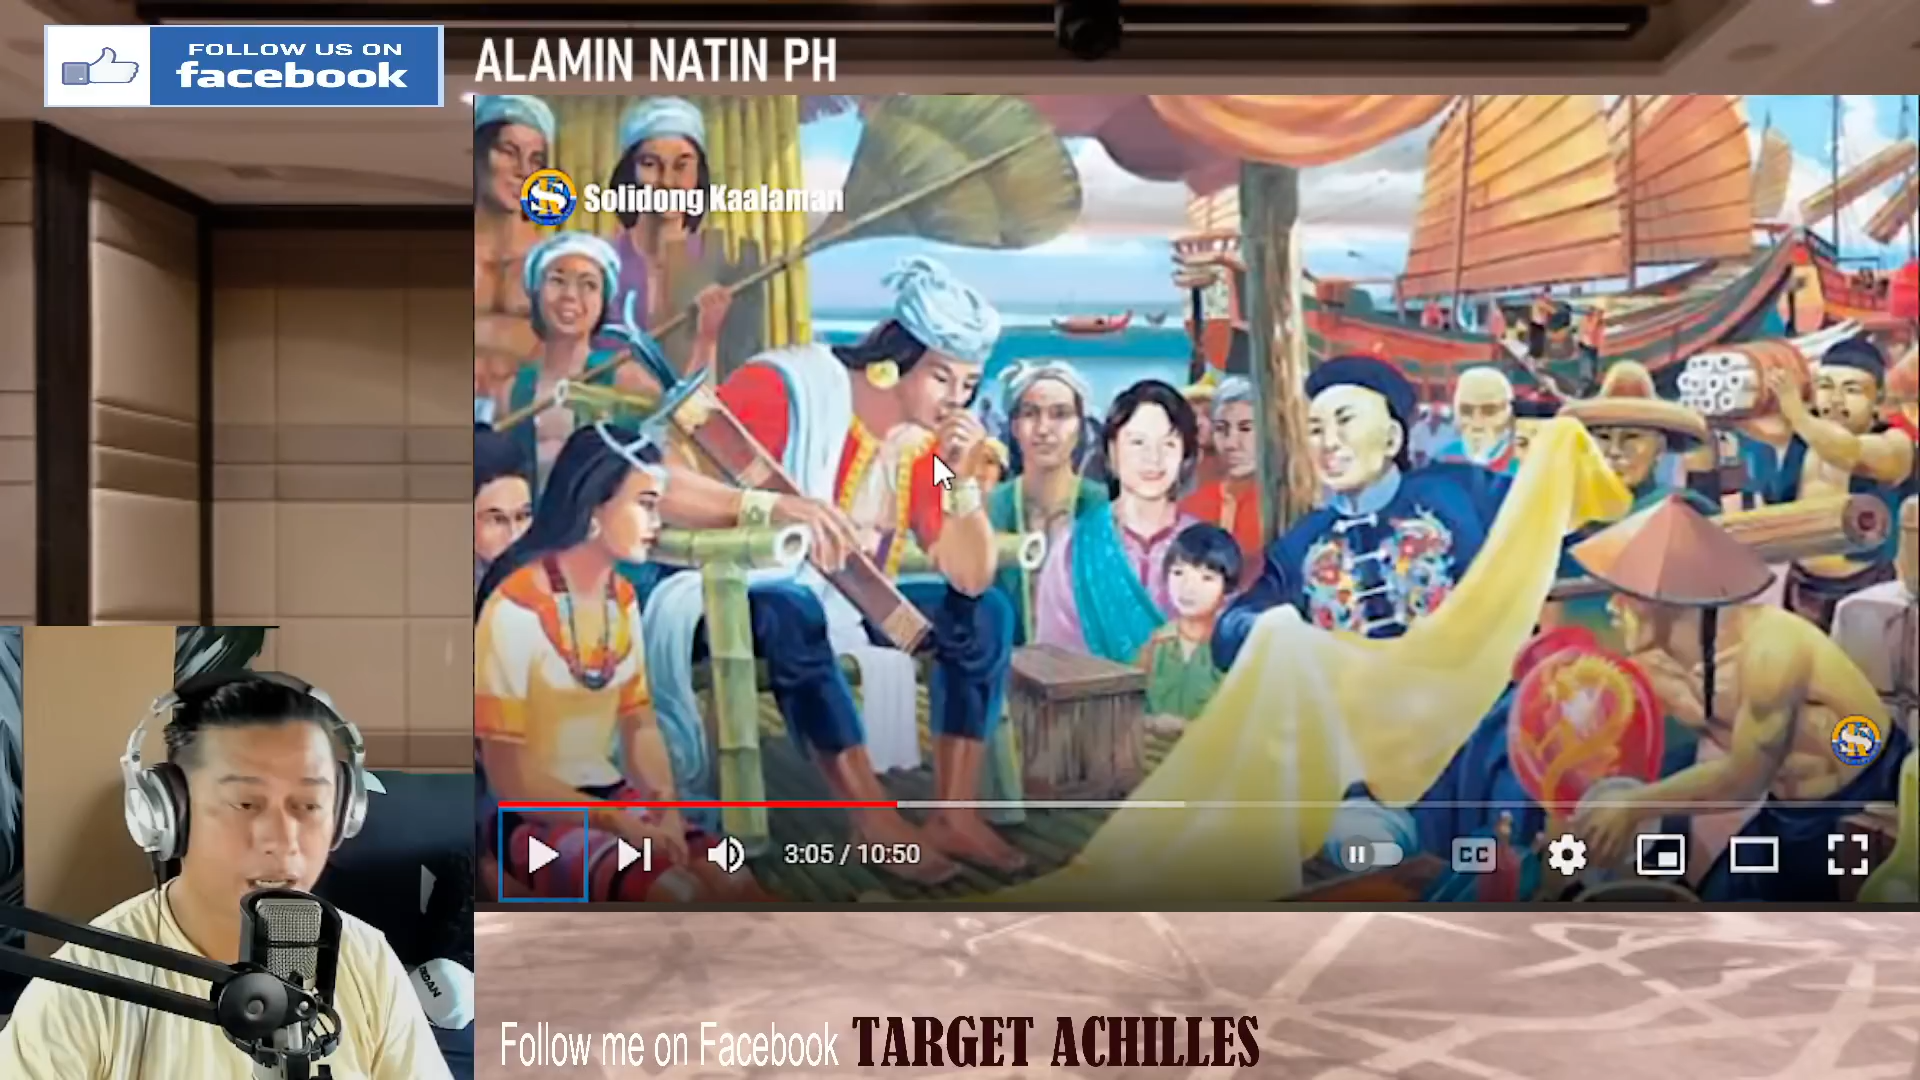 FOLLOW US ON
facebook
ALAMIN NATIN PH
Solidong Kaalaman
3:05 / 10:50
CC
Follow me on Facebook TARGET ACHILLES